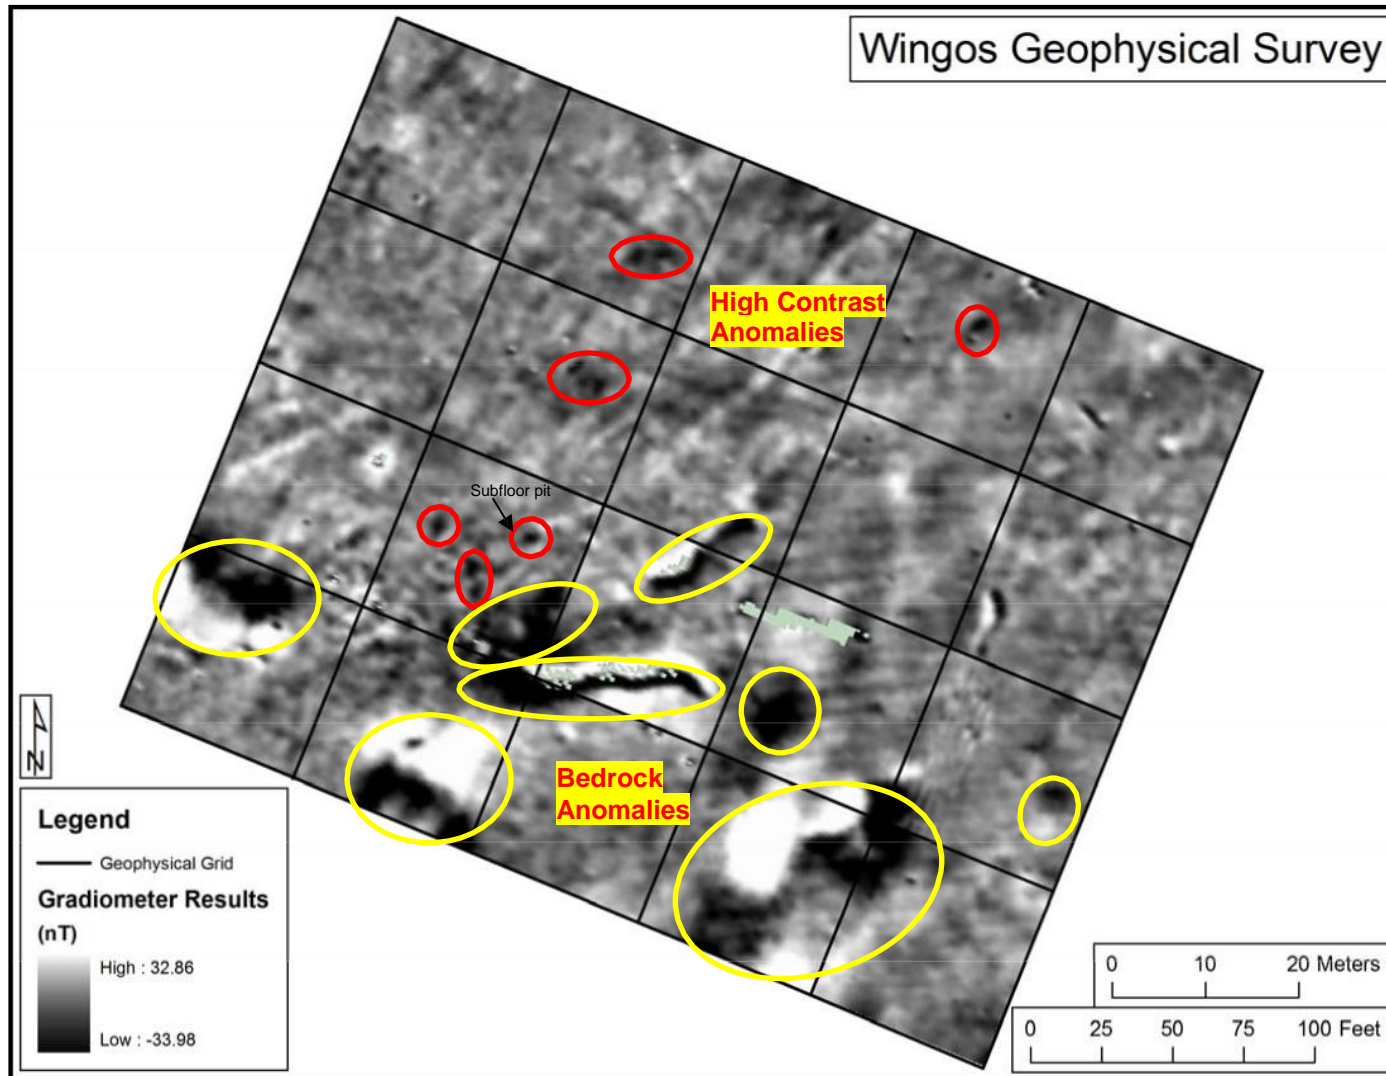 Wingos Geophysical Survey
High Contrast
Anomalies
Subfloor pit
Bedrock
Anomalies
N
Legend
Geophysical Grid
Gradiometer Results
(nT)
High : 32.86
Low : -33.98
0 10 20 Meters
0 25 50 75 100 Feet